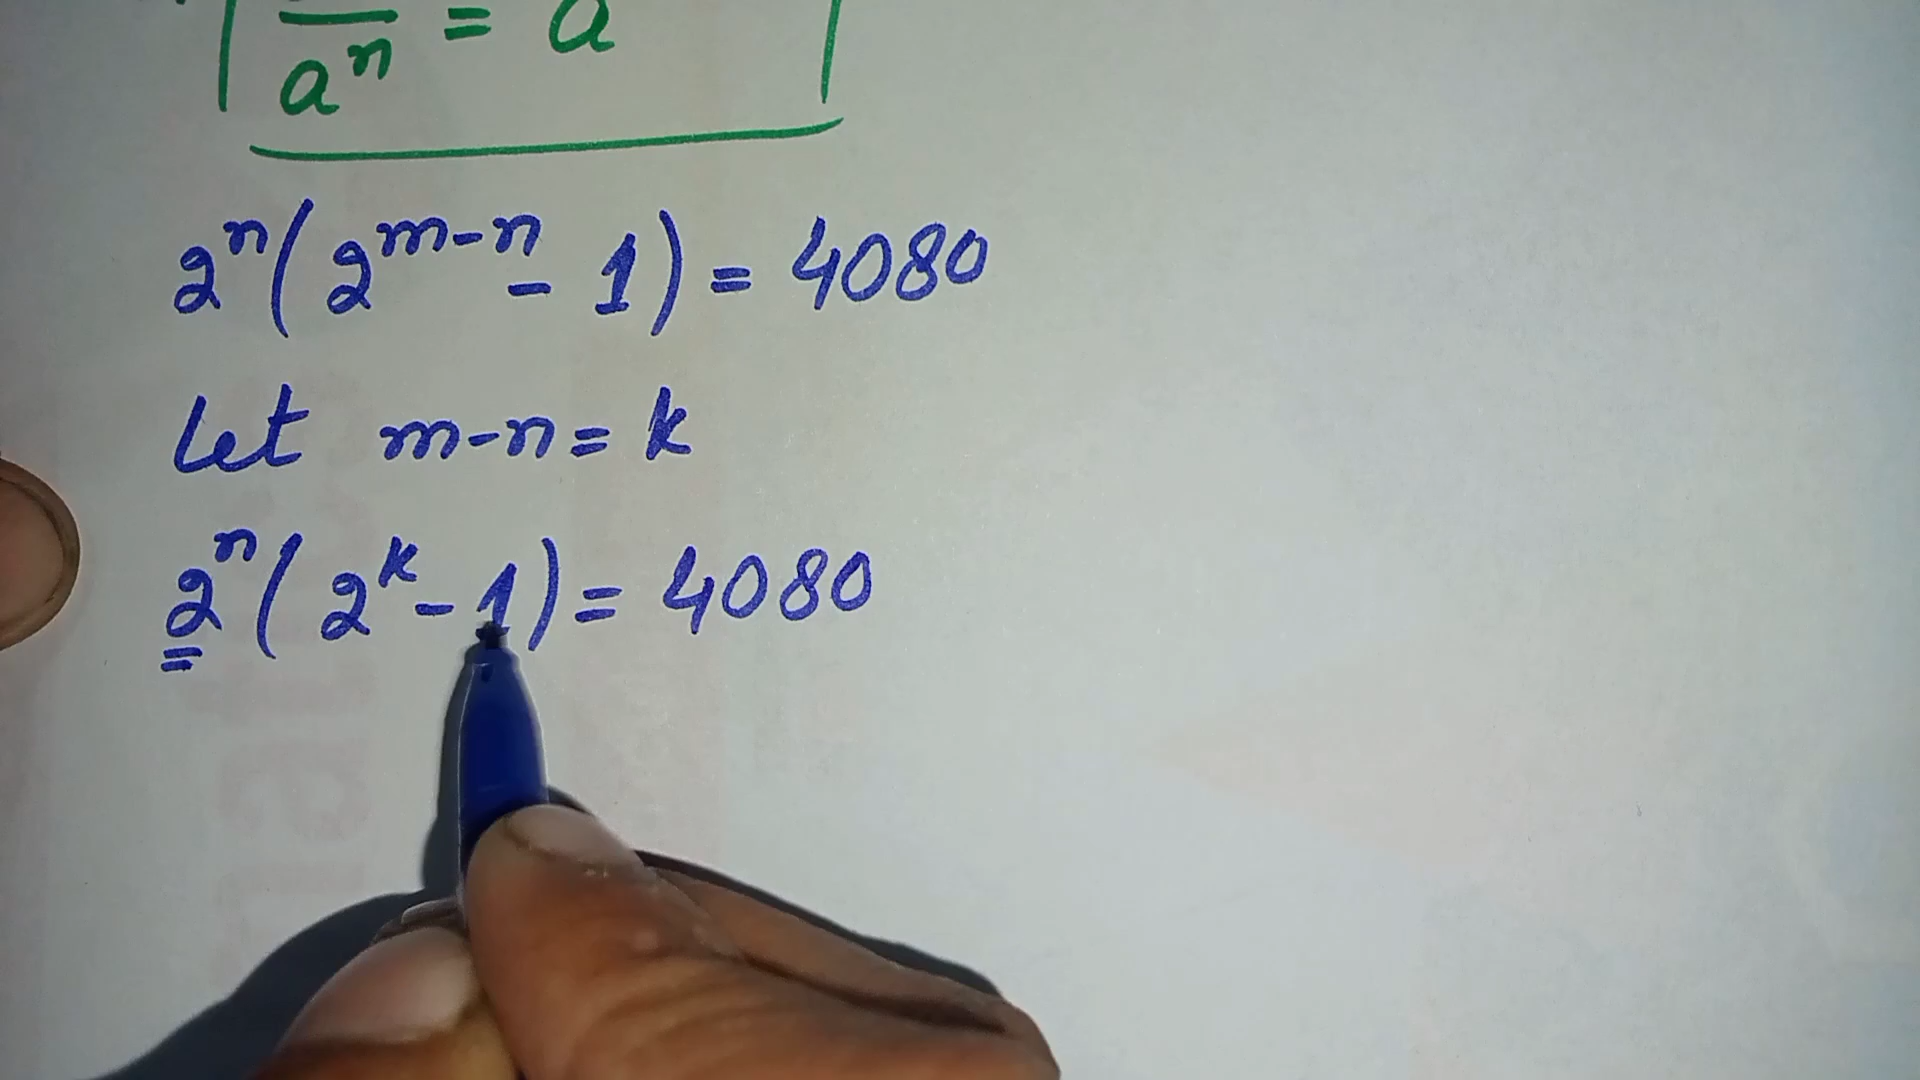 aⁿ = a
2ⁿ(2ᵐ⁻ⁿ - 1) = 4080
Let m-n = k
2ⁿ(2ᵏ - 1) = 4080